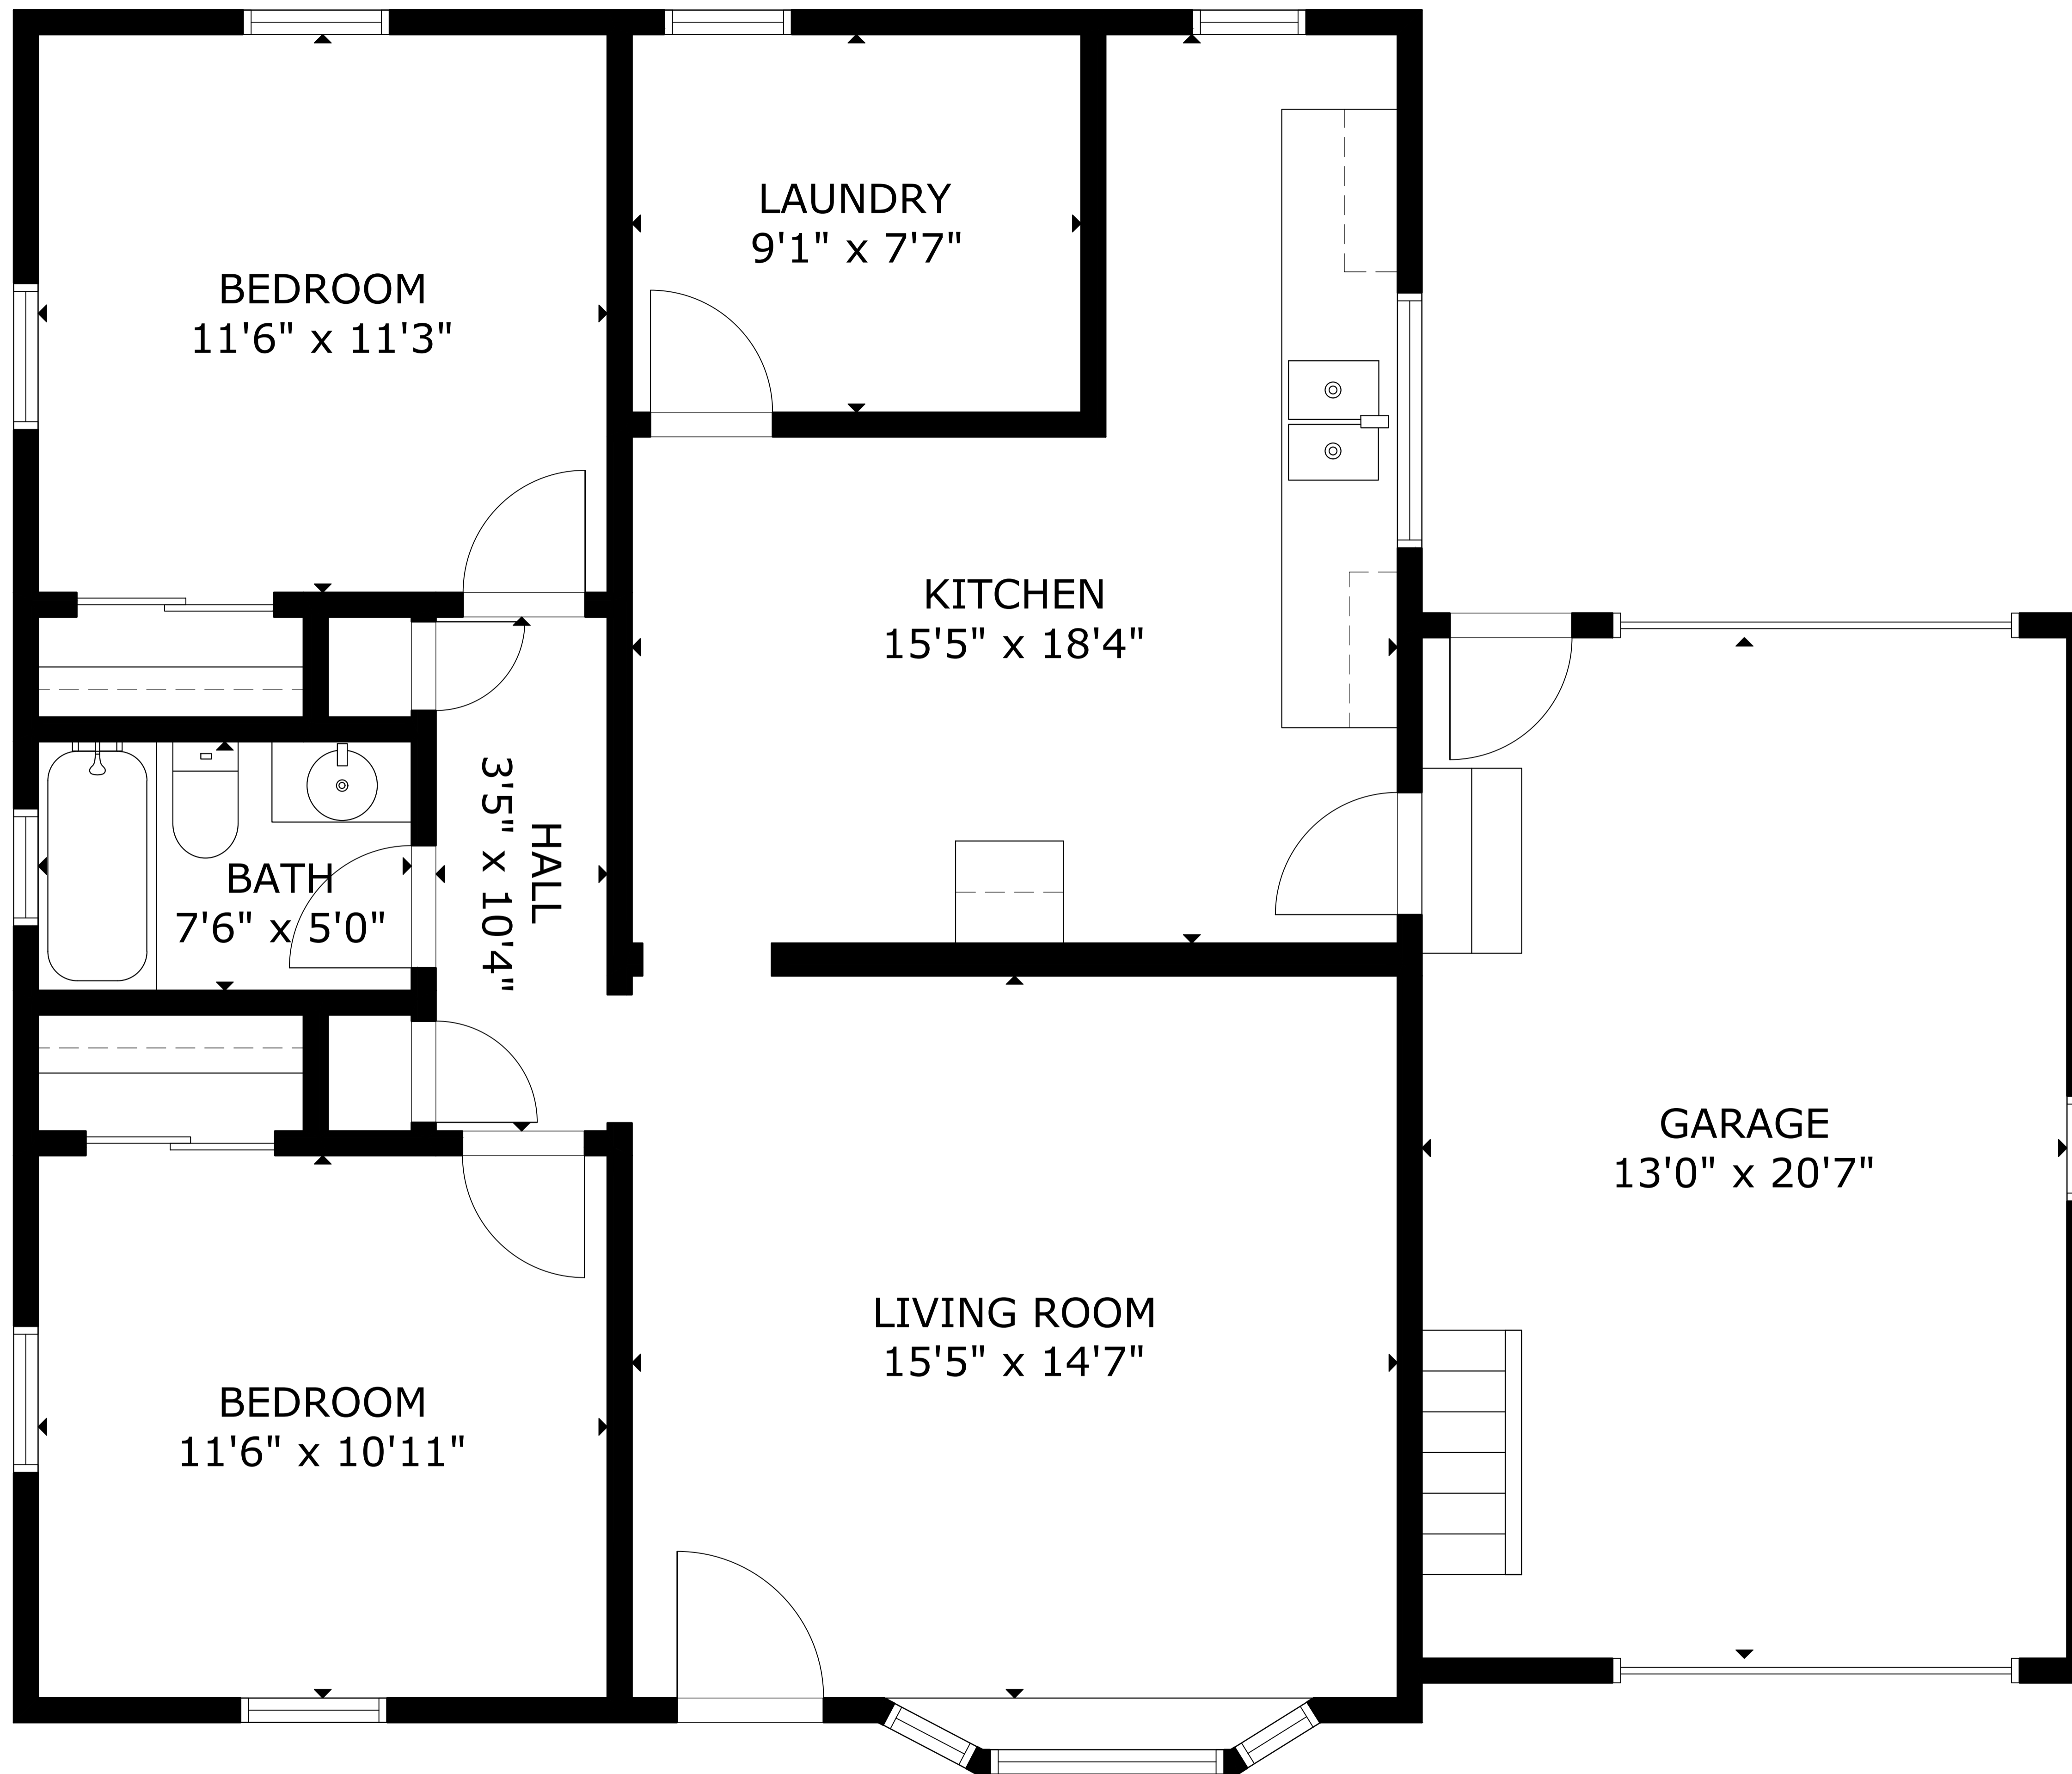 LAUNDRY
9'1" x 7'7"
BEDROOM
11'6" x 11'3"
KITCHEN
15'5" x 18'4"
HALL
3'5" x 10'4"
BATH
7'6" x 5'0"
GARAGE
13'0" x 20'7"
LIVING ROOM
15'5" x 14'7"
BEDROOM
11'6" x 10'11"